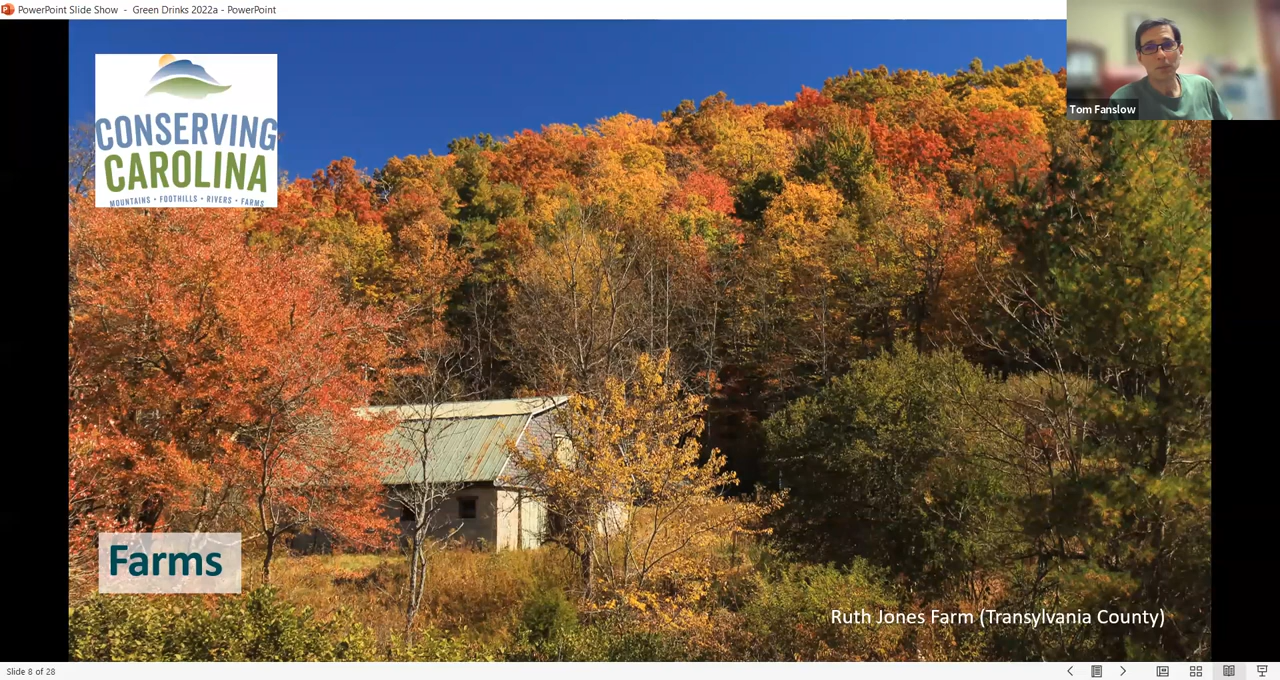 PowerPoint Slide Show - Green Drinks 2022a - PowerPoint
Tom Fanslow
CONSERVING
CAROLINA
MOUNTAINS • FOOTHILLS • RIVERS • FARMS
Farms
Ruth Jones Farm (Transylvania County)
Slide 8 of 28